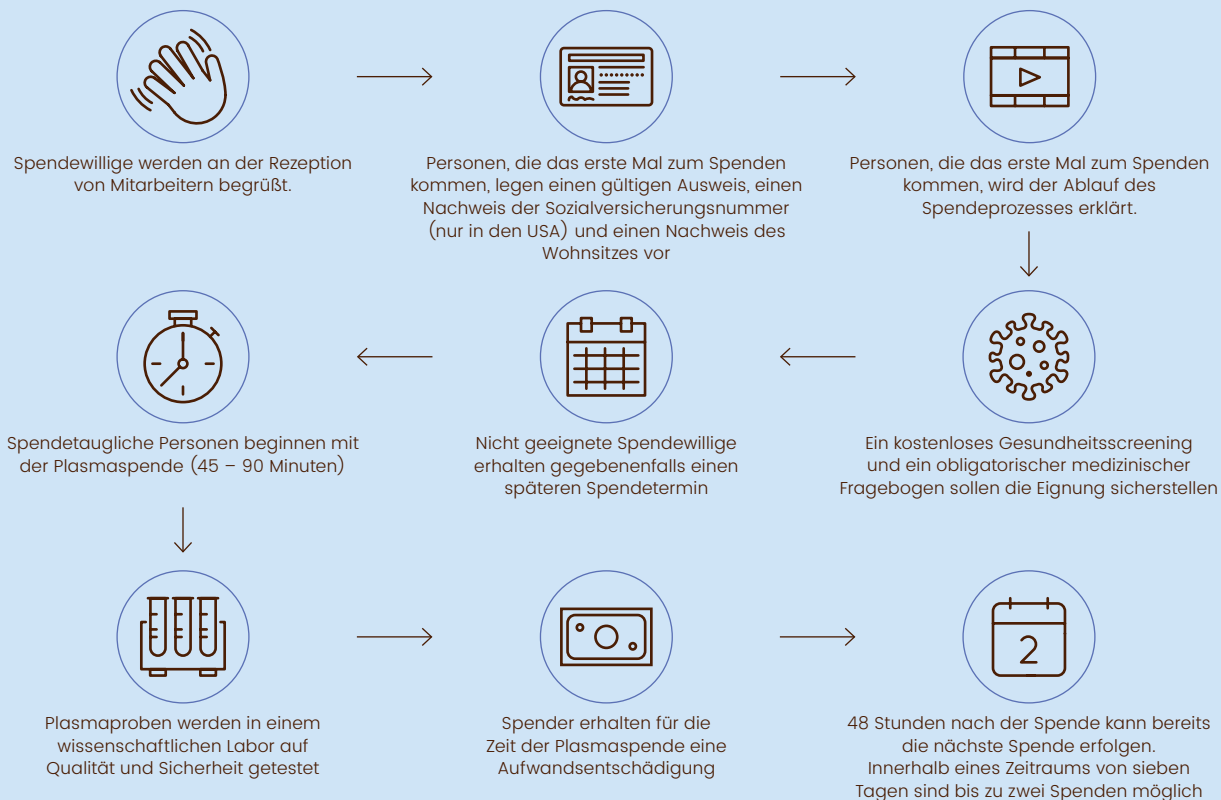 Spendewillige werden an der Rezeption
von Mitarbeitern begrüßt.
Personen, die das erste Mal zum Spenden
kommen, legen einen gültigen Ausweis, einen
Nachweis der Sozialversicherungsnummer
(nur in den USA) und einen Nachweis des
Wohnsitzes vor
Personen, die das erste Mal zum Spenden
kommen, wird der Ablauf des
Spendeprozesses erklärt.
Ein kostenloses Gesundheitsscreening
und ein obligatorischer medizinischer
Fragebogen sollen die Eignung sicherstellen
Nicht geeignete Spendewillige
erhalten gegebenenfalls einen
späteren Spendetermin
Spendetaugliche Personen beginnen mit
der Plasmaspende (45 – 90 Minuten)
Plasmaproben werden in einem
wissenschaftlichen Labor auf
Qualität und Sicherheit getestet
Spender erhalten für die
Zeit der Plasmaspende eine
Aufwandsentschädigung
2
48 Stunden nach der Spende kann bereits
die nächste Spende erfolgen.
Innerhalb eines Zeitraums von sieben
Tagen sind bis zu zwei Spenden möglich